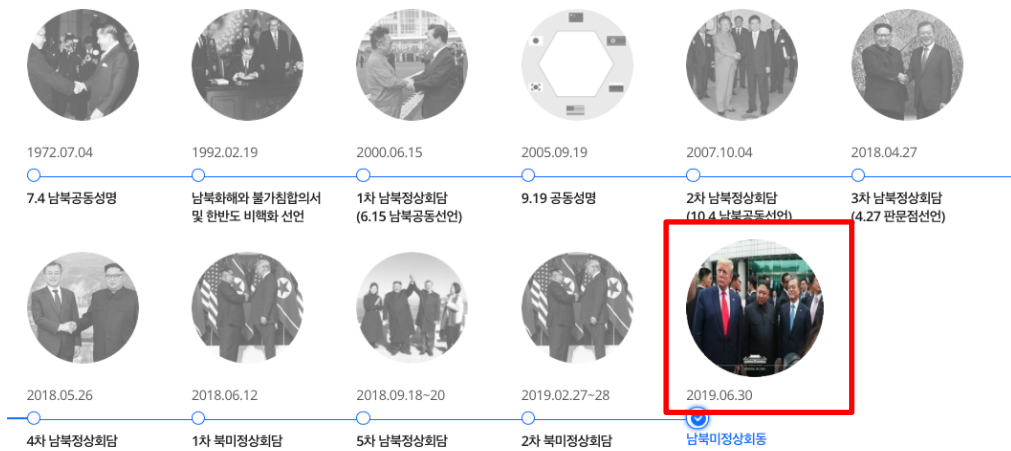 1972.07.04
7.4 남북공동성명
1992.02.19
남북화해와 불가침합의서
및 한반도 비핵화 선언
2000.06.15
1차 남북정상회담
(6.15 남북공동선언)
2005.09.19
9.19 공동성명
2007.10.04
2차 남북정상회담
(10.4 남북공동선언)
2018.04.27
3차 남북정상회담
(4.27 판문점선언)
2018.05.26
4차 남북정상회담
2018.06.12
1차 북미정상회담
2018.09.18~20
5차 남북정상회담
2019.02.27~28
2차 북미정상회담
2019.06.30
남북미정상회동